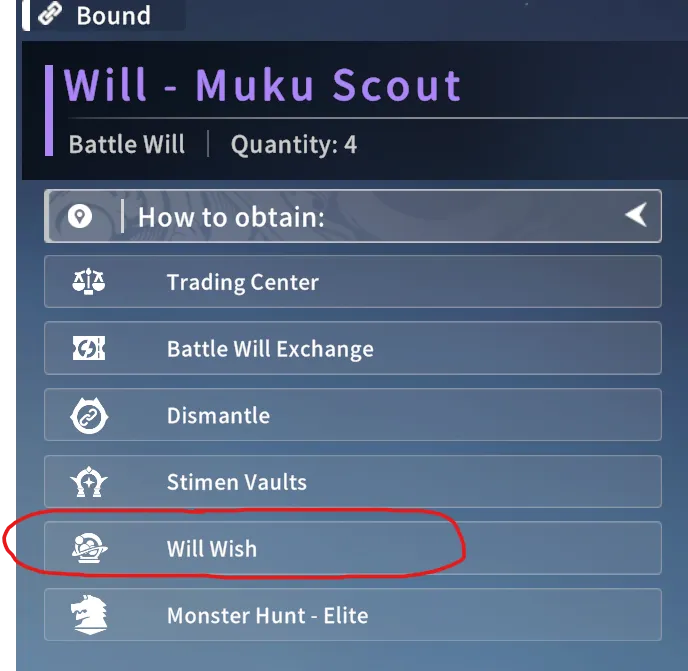 Bound
Will - Muku Scout
Battle Will | Quantity: 4
How to obtain:
Trading Center
Battle Will Exchange
Dismantle
Stimen Vaults
Will Wish
Monster Hunt - Elite